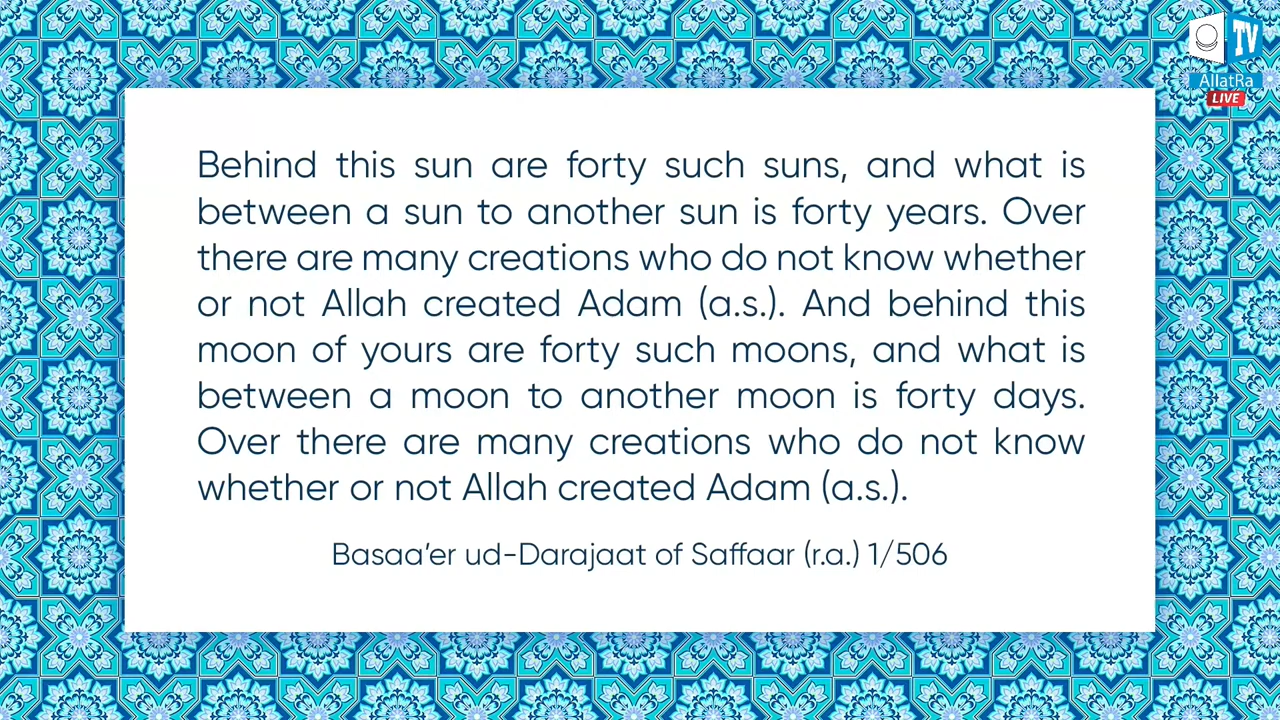 TV
AllatRa
LIVE
Behind this sun are forty such suns, and what is
between a sun to another sun is forty years. Over
there are many creations who do not know whether
or not Allah created Adam (a.s.). And behind this
moon of yours are forty such moons, and what is
between a moon to another moon is forty days.
Over there are many creations who do not know
whether or not Allah created Adam (a.s.).
Basaa’er ud-Darajaat of Saffaar (r.a.) 1/506